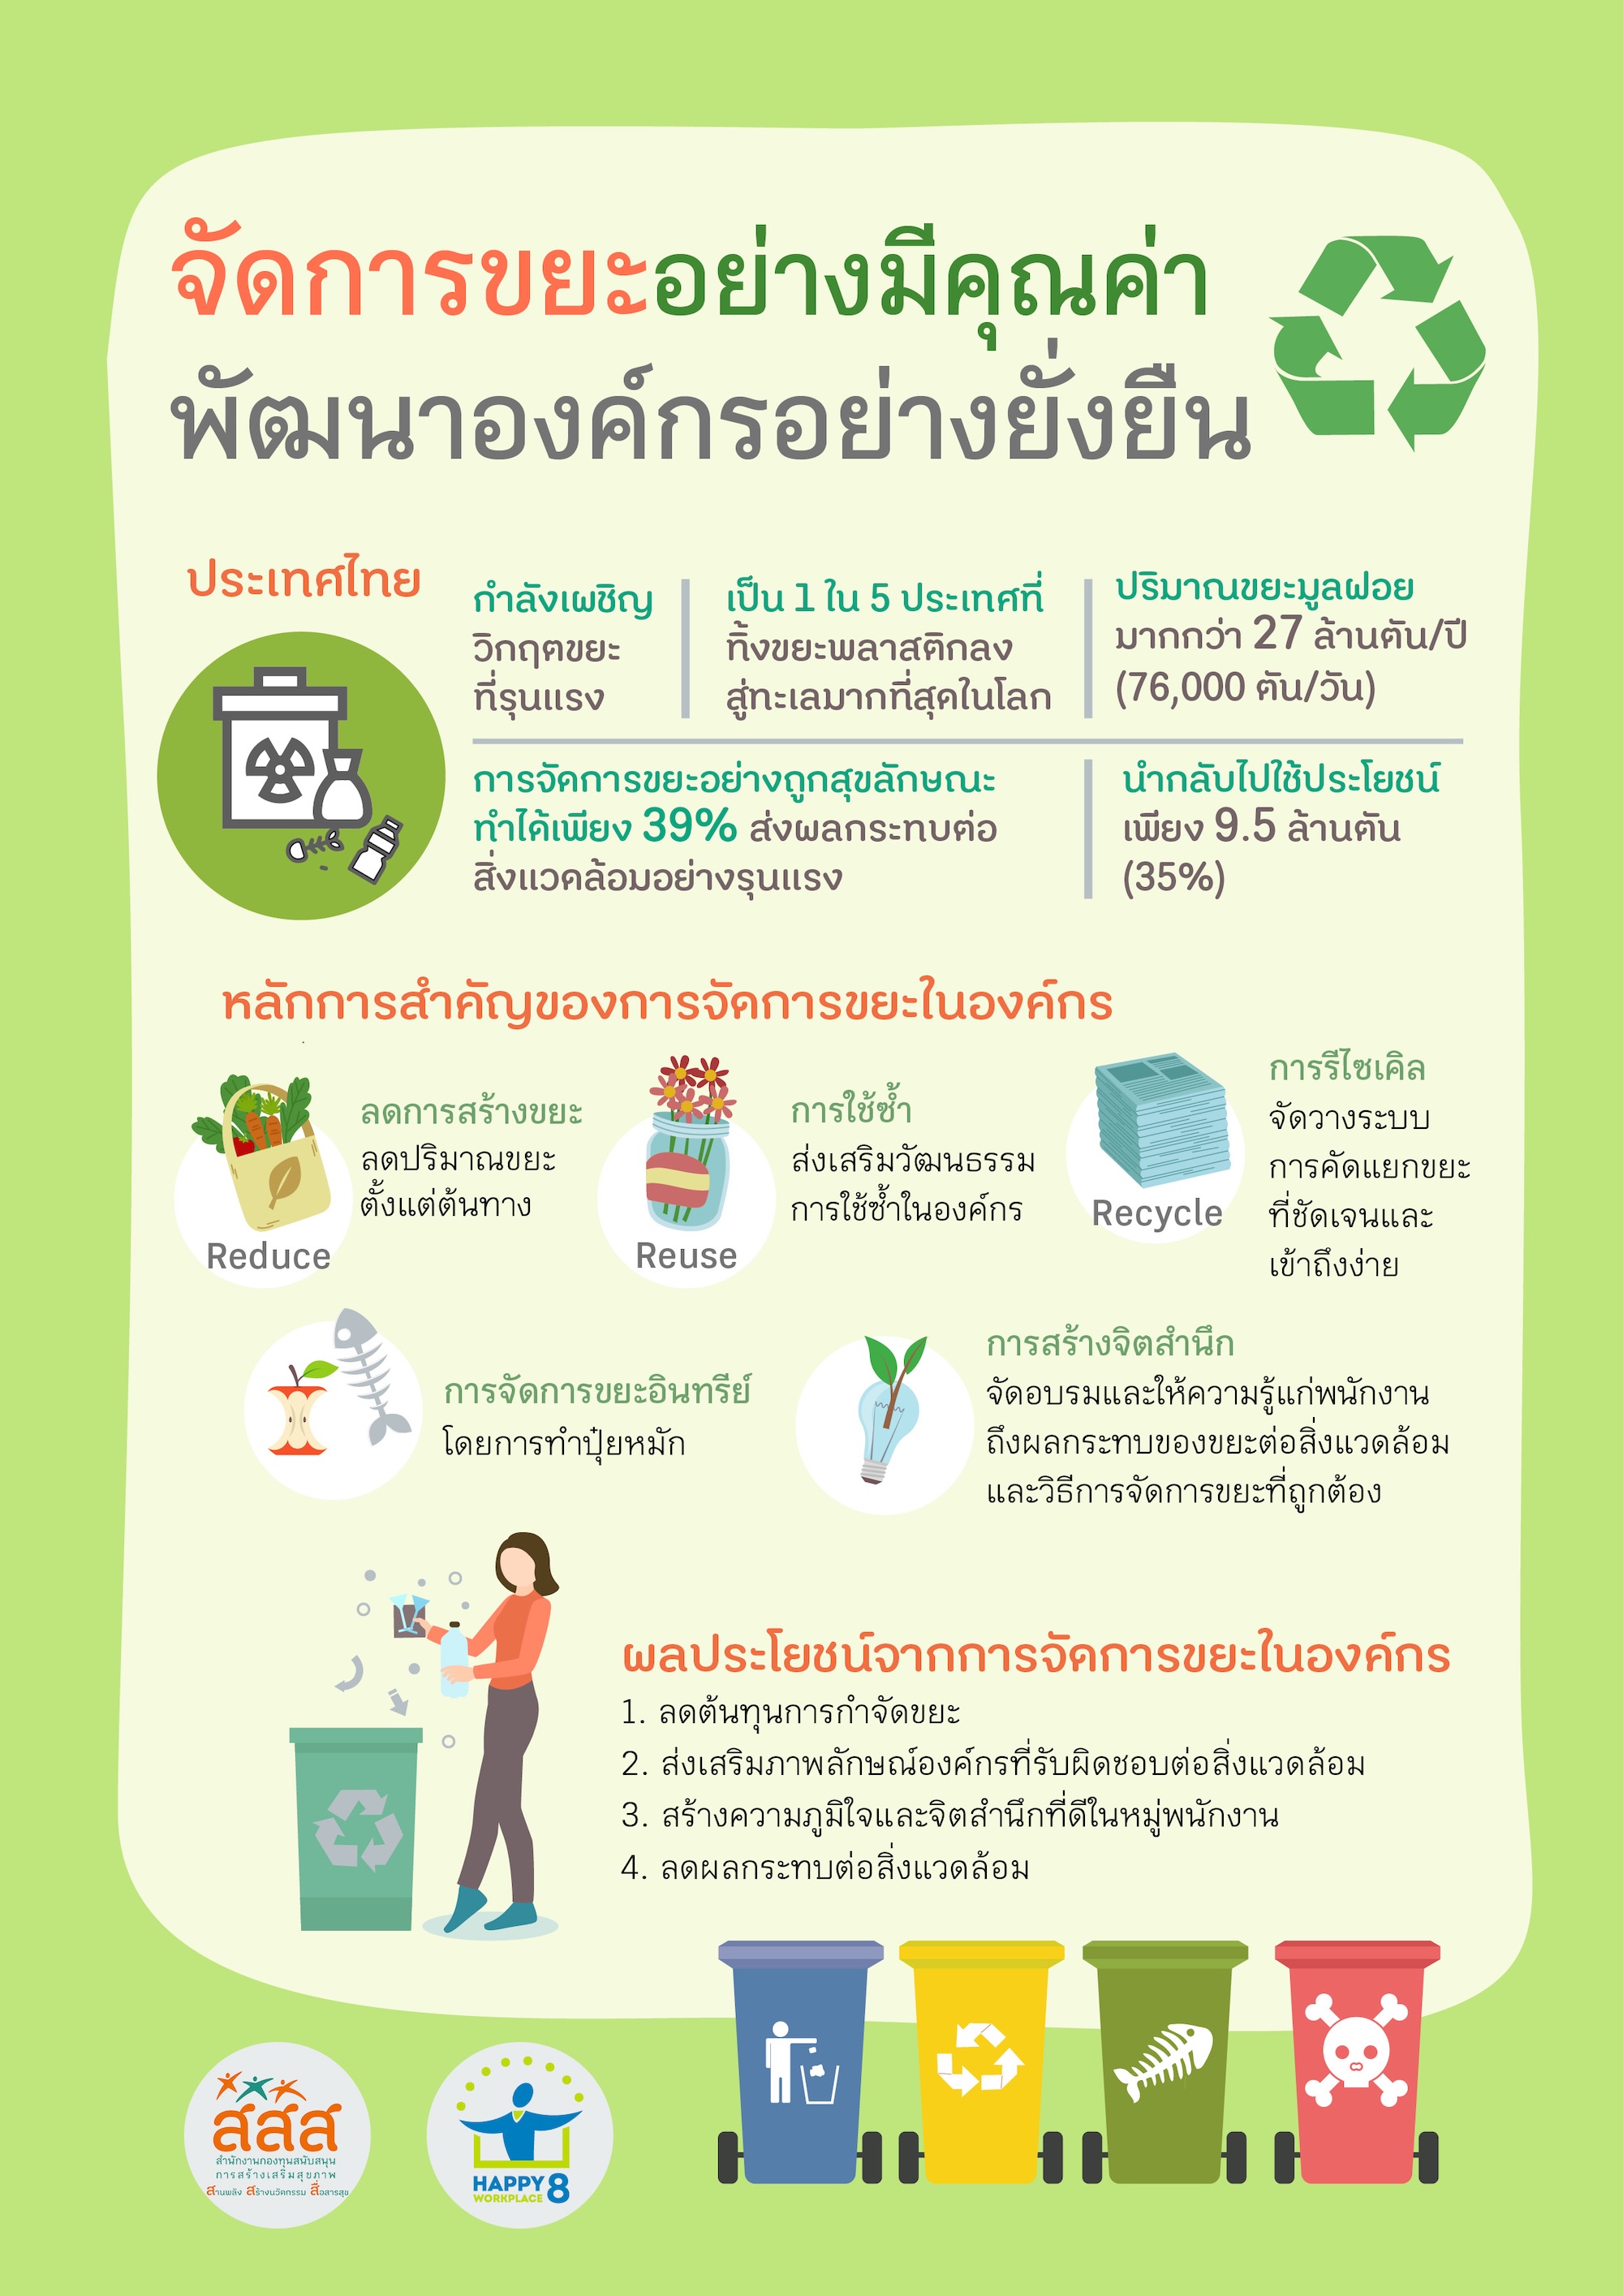 จัดการขยะอย่างมีคุณค่า
พัฒนาองค์กรอย่างยั่งยืน
ประเทศไทย
กำลังเผชิญ
วิกฤตขยะ
ที่รุนแรง
เป็น 1 ใน 5 ประเทศที่
ทิ้งขยะพลาสติกลง
สู่ทะเลมากที่สุดในโลก
ปริมาณขยะมูลฝอย
มากกว่า 27 ล้านตัน/ปี
(76,000 ตัน/วัน)
การจัดการขยะอย่างถูกสุขลักษณะ
ทำได้เพียง 39% ส่งผลกระทบต่อ
สิ่งแวดล้อมอย่างรุนแรง
นำกลับไปใช้ประโยชน์
เพียง 9.5 ล้านตัน
(35%)
หลักการสำคัญของการจัดการขยะในองค์กร
Reduce
ลดการสร้างขยะ
ลดปริมาณขยะ
ตั้งแต่ต้นทาง
Reuse
การใช้ซ้ำ
ส่งเสริมวัฒนธรรม
การใช้ซ้ำในองค์กร
Recycle
การรีไซเคิล
จัดวางระบบ
การคัดแยกขยะ
ที่ชัดเจนและ
เข้าถึงง่าย
การจัดการขยะอินทรีย์
โดยการทำปุ๋ยหมัก
การสร้างจิตสำนึก
จัดอบรมและให้ความรู้แก่พนักงาน
ถึงผลกระทบของขยะต่อสิ่งแวดล้อม
และวิธีการจัดการขยะที่ถูกต้อง
ผลประโยชน์จากการจัดการขยะในองค์กร
1. ลดต้นทุนการกำจัดขยะ
2. ส่งเสริมภาพลักษณ์องค์กรที่รับผิดชอบต่อสิ่งแวดล้อม
3. สร้างความภูมิใจและจิตสำนึกที่ดีในหมู่พนักงาน
4. ลดผลกระทบต่อสิ่งแวดล้อม
สสส
สำนักงานกองทุนสนับสนุน
การสร้างเสริมสุขภาพ
สานพลัง สร้างนวัตกรรม สื่อสารสุข
HAPPY 8
WORKPLACE